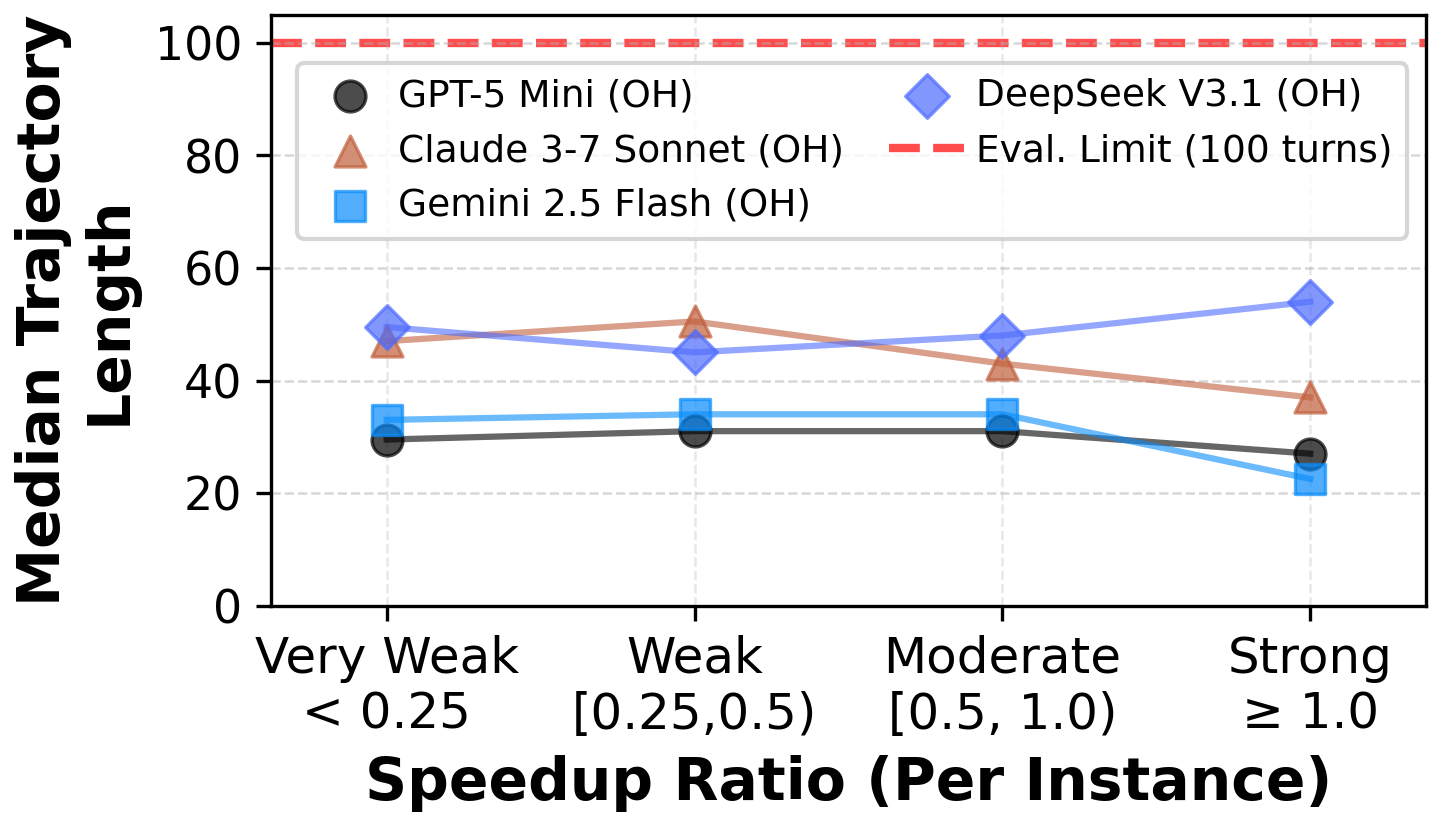 Median Trajectory
Length
100
80
60
40
20
0
GPT-5 Mini (OH)
Claude 3-7 Sonnet (OH)
Gemini 2.5 Flash (OH)
DeepSeek V3.1 (OH)
Eval. Limit (100 turns)
Very Weak
< 0.25
Weak
[0.25,0.5)
Moderate
[0.5, 1.0)
Strong
≥ 1.0
Speedup Ratio (Per Instance)